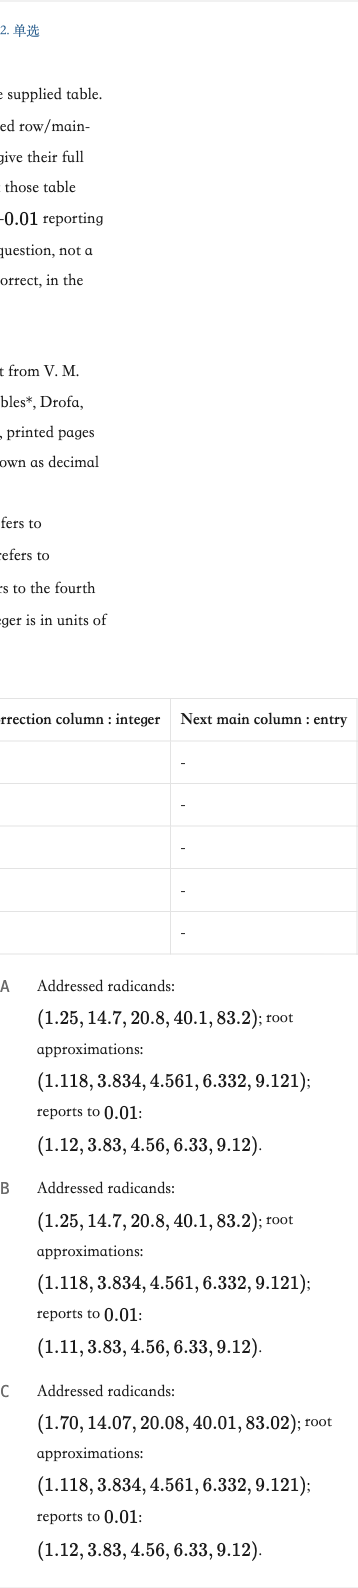 2. 单选
e supplied table.
ed row/main-
give their full
those table
-0.01 reporting
question, not a
orrect, in the
t from V. M.
bles*, Drofa,
, printed pages
own as decimal
fers to
refers to
rs to the fourth
ger is in units of
rrection column : integer Next main column : entry
-
-
-
-
-
A Addressed radicands:
(1.25, 14.7, 20.8, 40.1, 83.2); root
approximations:
(1.118, 3.834, 4.561, 6.332, 9.121);
reports to 0.01:
(1.12, 3.83, 4.56, 6.33, 9.12).
B Addressed radicands:
(1.25, 14.7, 20.8, 40.1, 83.2); root
approximations:
(1.118, 3.834, 4.561, 6.332, 9.121);
reports to 0.01:
(1.11, 3.83, 4.56, 6.33, 9.12).
C Addressed radicands:
(1.70, 14.07, 20.08, 40.01, 83.02); root
approximations:
(1.118, 3.834, 4.561, 6.332, 9.121);
reports to 0.01:
(1.12, 3.83, 4.56, 6.33, 9.12).